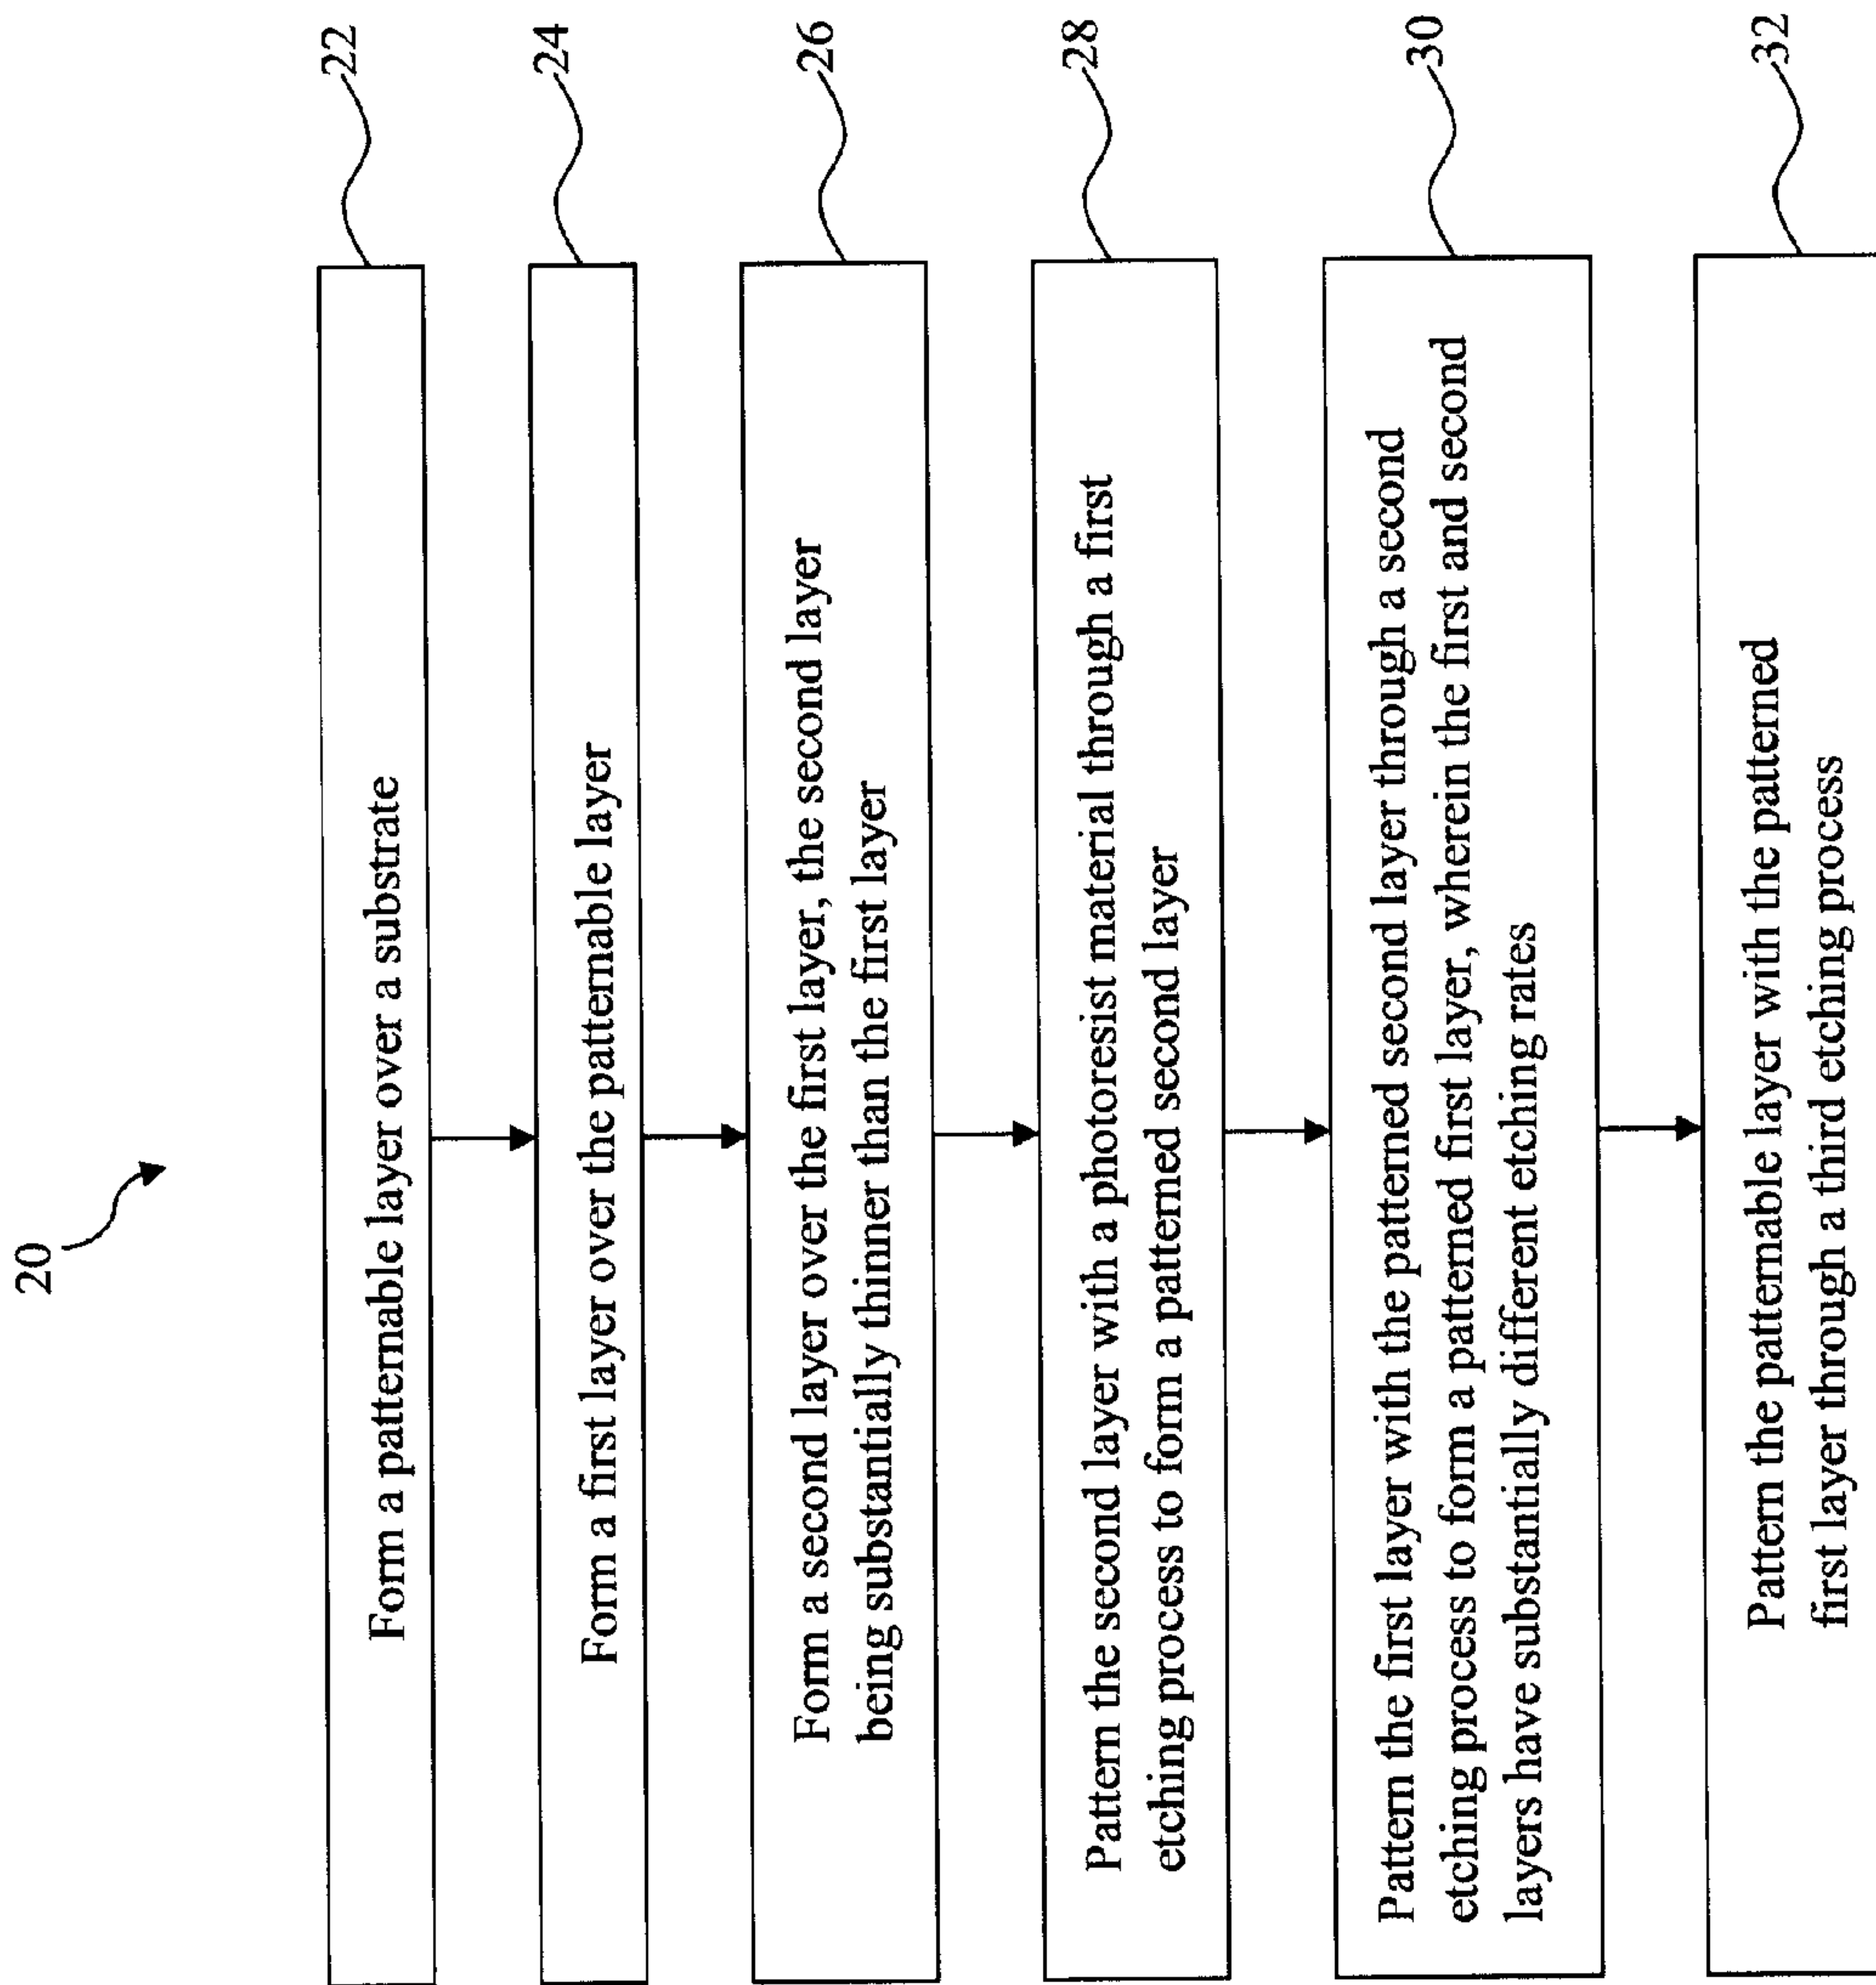 20
Form a patternable layer over a substrate
22
Form a first layer over the patternable layer
24
Form a second layer over the first layer, the second layer
being substantially thinner than the first layer
26
Pattern the second layer with a photoresist material through a first
etching process to form a patterned second layer
28
Pattern the first layer with the patterned second layer through a second
etching process to form a patterned first layer, wherein the first and second
layers have substantially different etching rates
30
Pattern the patternable layer with the patterned
first layer through a third etching process
32